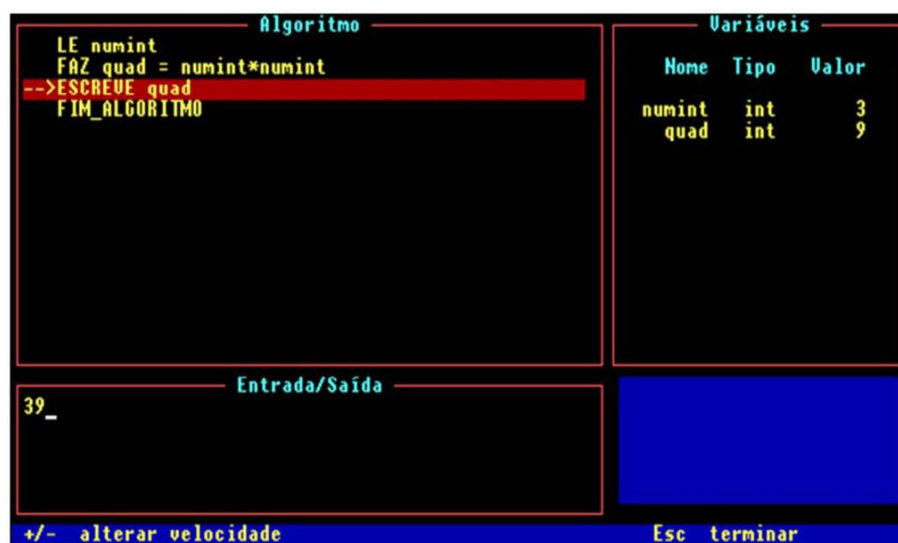 Algoritmo
LE numint
FAZ quad = numint*numint
-->ESCREVE quad
FIM_ALGORITMO
Variáveis
Nome Tipo Valor
numint int 3
quad int 9
Entrada/Saída
39_
+/- alterar velocidade Esc terminar